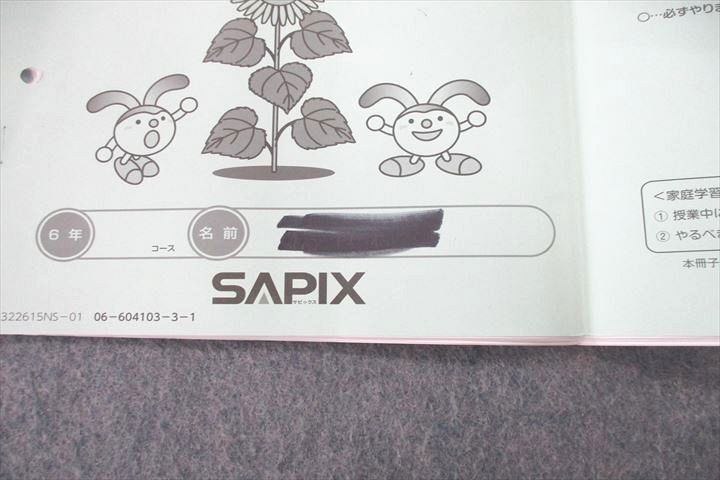 ○…必ずやりま
6年
コース
名前
SAPIX
サピックス
322615NS-01 06-604103-3-1
＜家庭学習
① 授業中に
② やるべき
本冊子